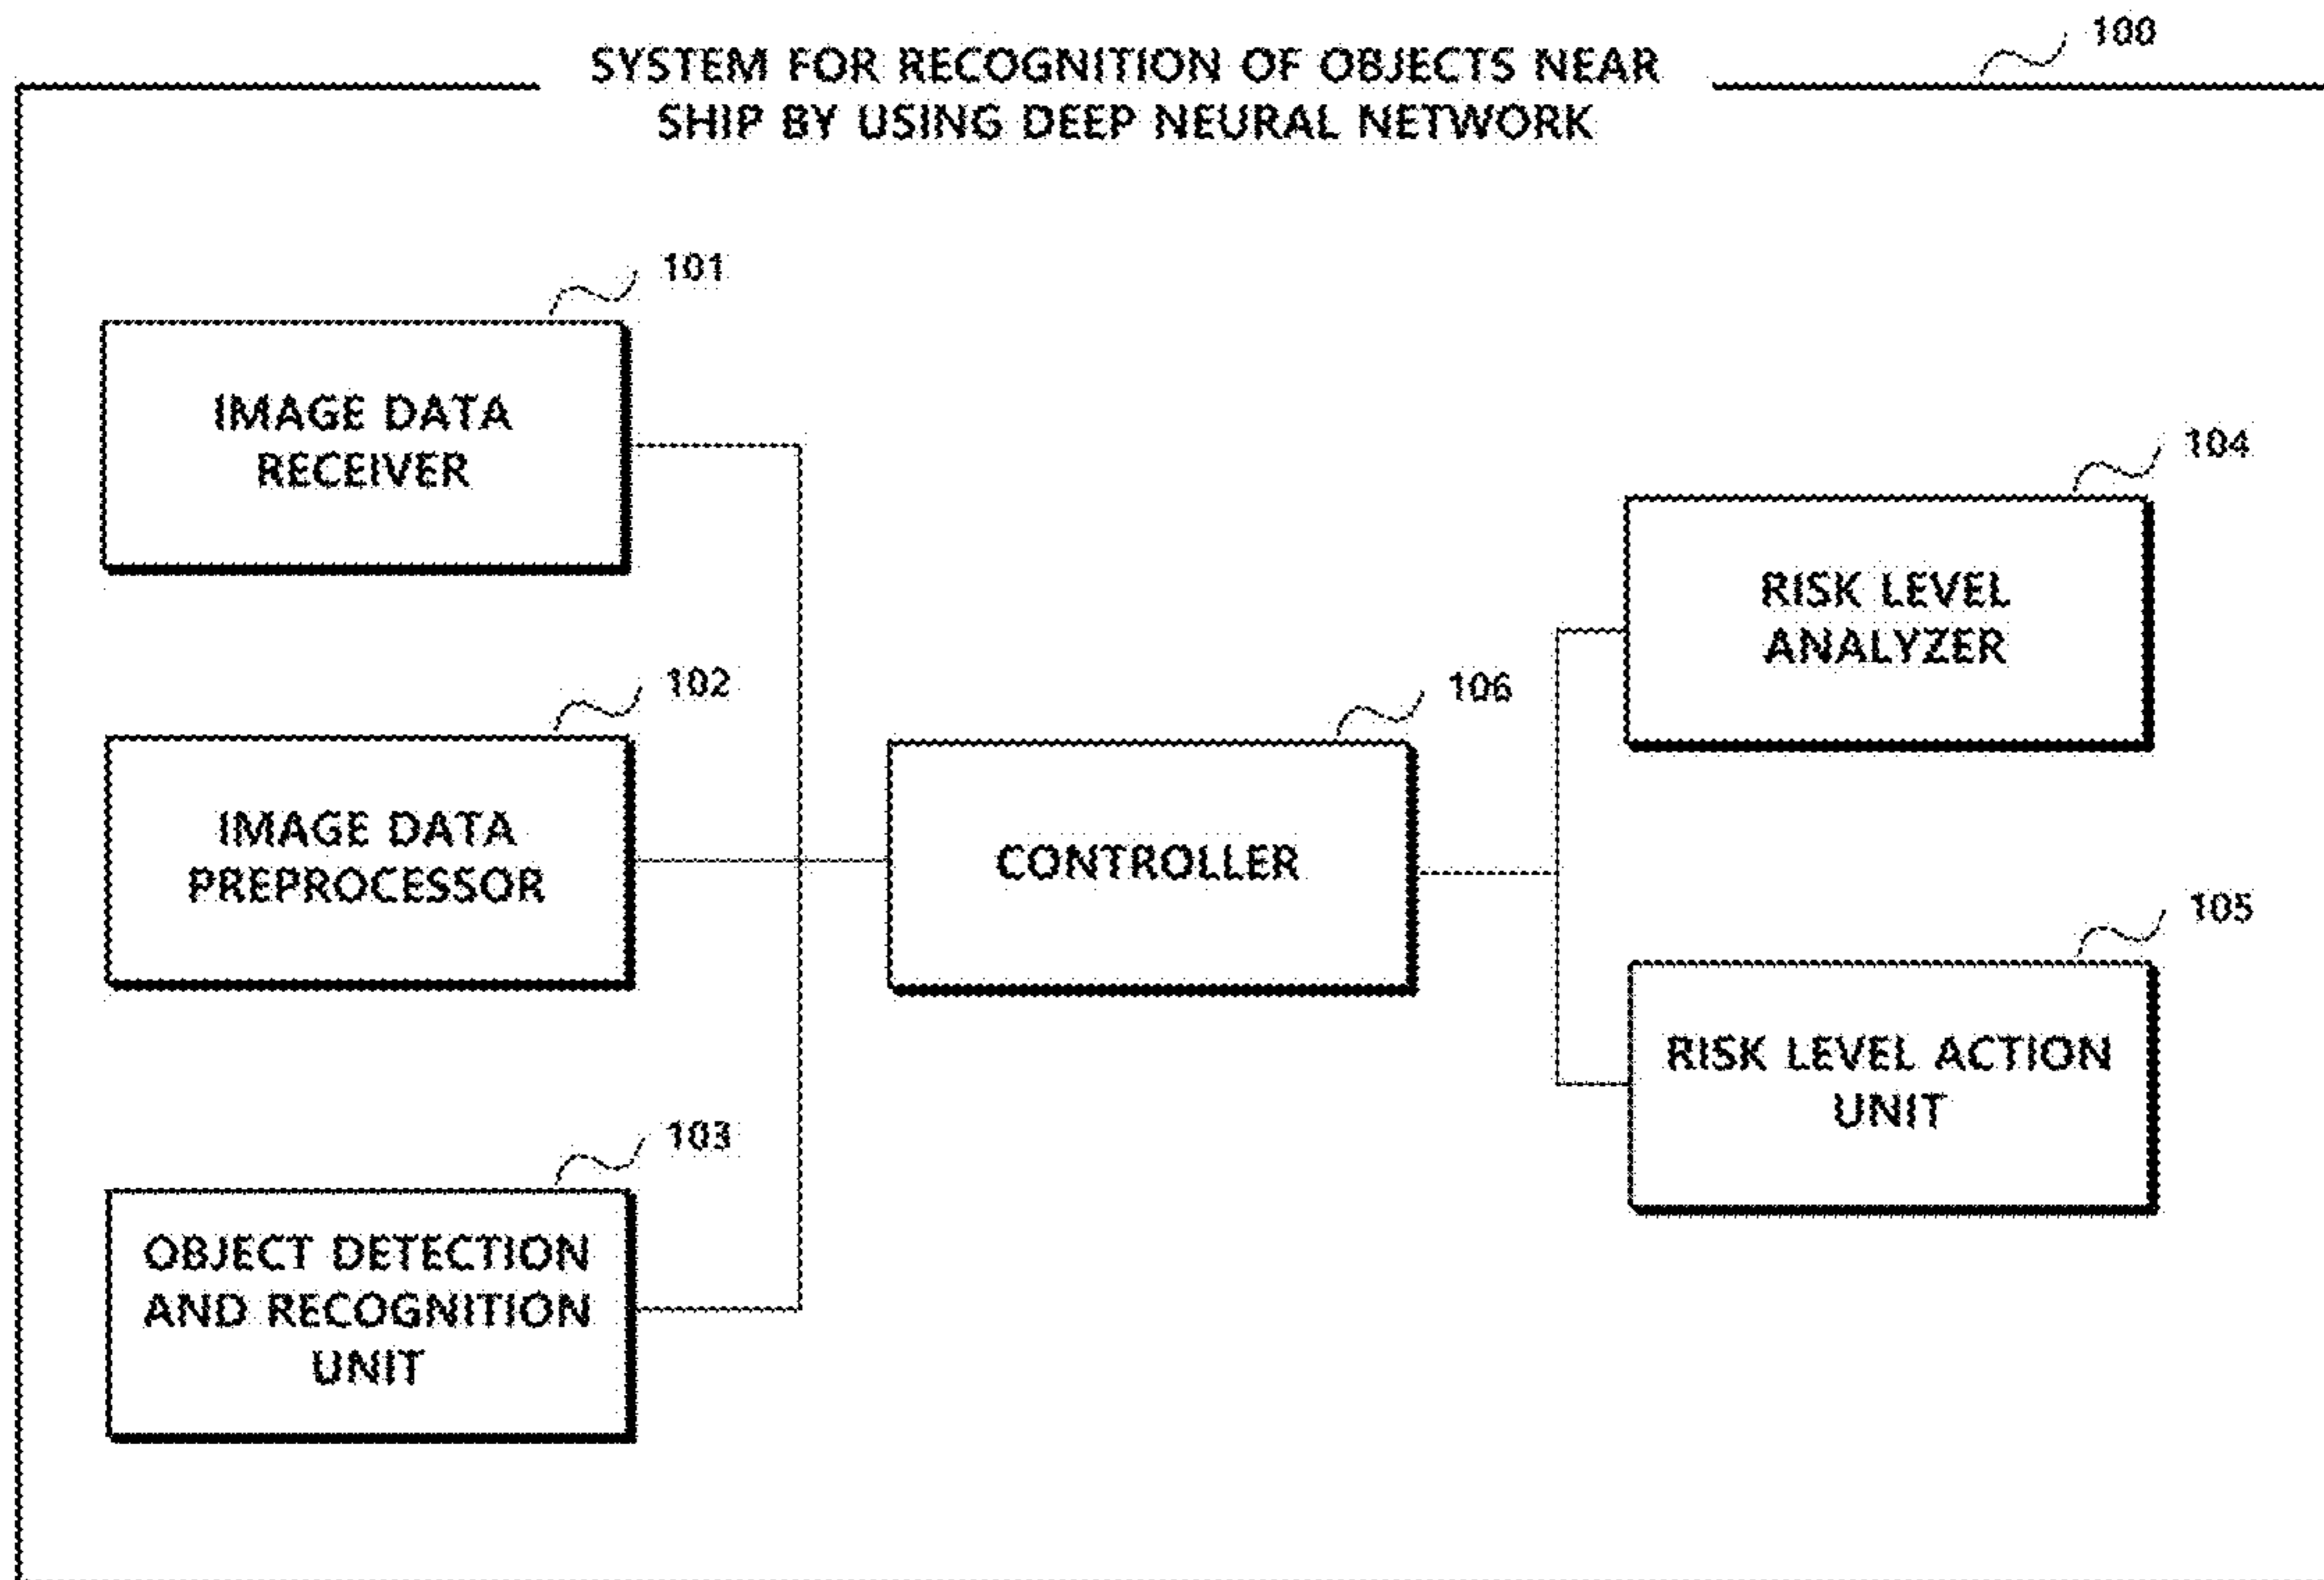 100
SYSTEM FOR RECOGNITION OF OBJECTS NEAR
SHIP BY USING DEEP NEURAL NETWORK
101
IMAGE DATA
RECEIVER
102
IMAGE DATA
PREPROCESSOR
103
OBJECT DETECTION
AND RECOGNITION
UNIT
106
CONTROLLER
104
RISK LEVEL
ANALYZER
105
RISK LEVEL ACTION
UNIT